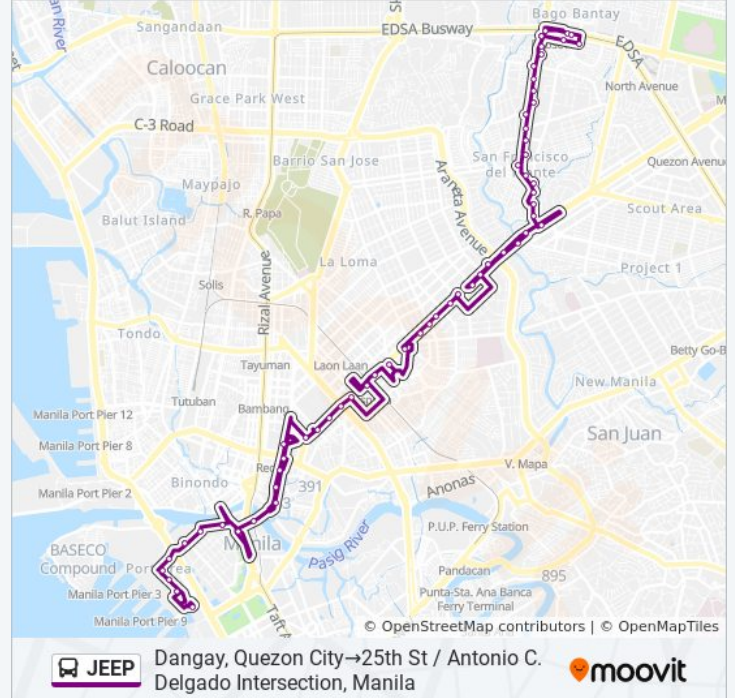 Bago Bantay
Sangandaan
EDSA Busway
EDSA
Caloocan
North Avenue
Grace Park West
C-3 Road
Barrio San Jose
San Francisco
del Monte
Quezon Avenu
Maypajo
Araneta Avenue
R. Papa
Scout Area
Balut Island
La Loma
Project 1
Rizal Avenue
Solis
Tondo
Betty Go-B
Tayuman
Laon Laan
New Manila
Tutuban
Bambang
Manila Port Pier 12
San Juan
Manila Port Pier 8
V. Mapa
Binondo
391
Anonas
Manila Port Pier 2
P.U.P. Ferry Station
Manila
Pasig River
BASECO
Compound
Port Area
Pandacan
895
Manila Port Pier 3
Punta-Sta. Ana Banca
Ferry Terminal
Manila Port Pier 9
Taft A
© OpenStreetMap contributors | © OpenMapTiles
JEEP
Dangay, Quezon City→25th St / Antonio C.
Delgado Intersection, Manila
moovit